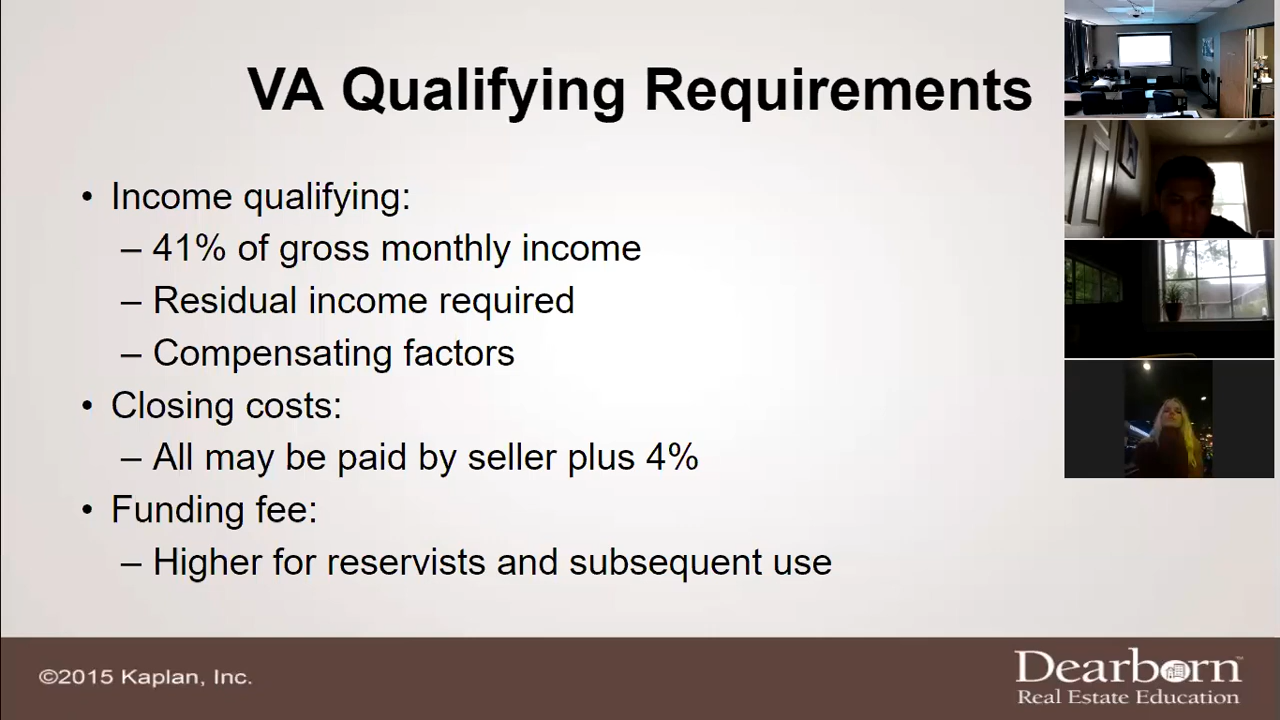 VA Qualifying Requirements
• Income qualifying:
– 41% of gross monthly income
– Residual income required
– Compensating factors
• Closing costs:
– All may be paid by seller plus 4%
• Funding fee:
– Higher for reservists and subsequent use
©2015 Kaplan, Inc.
Dearborn™
Real Estate Education